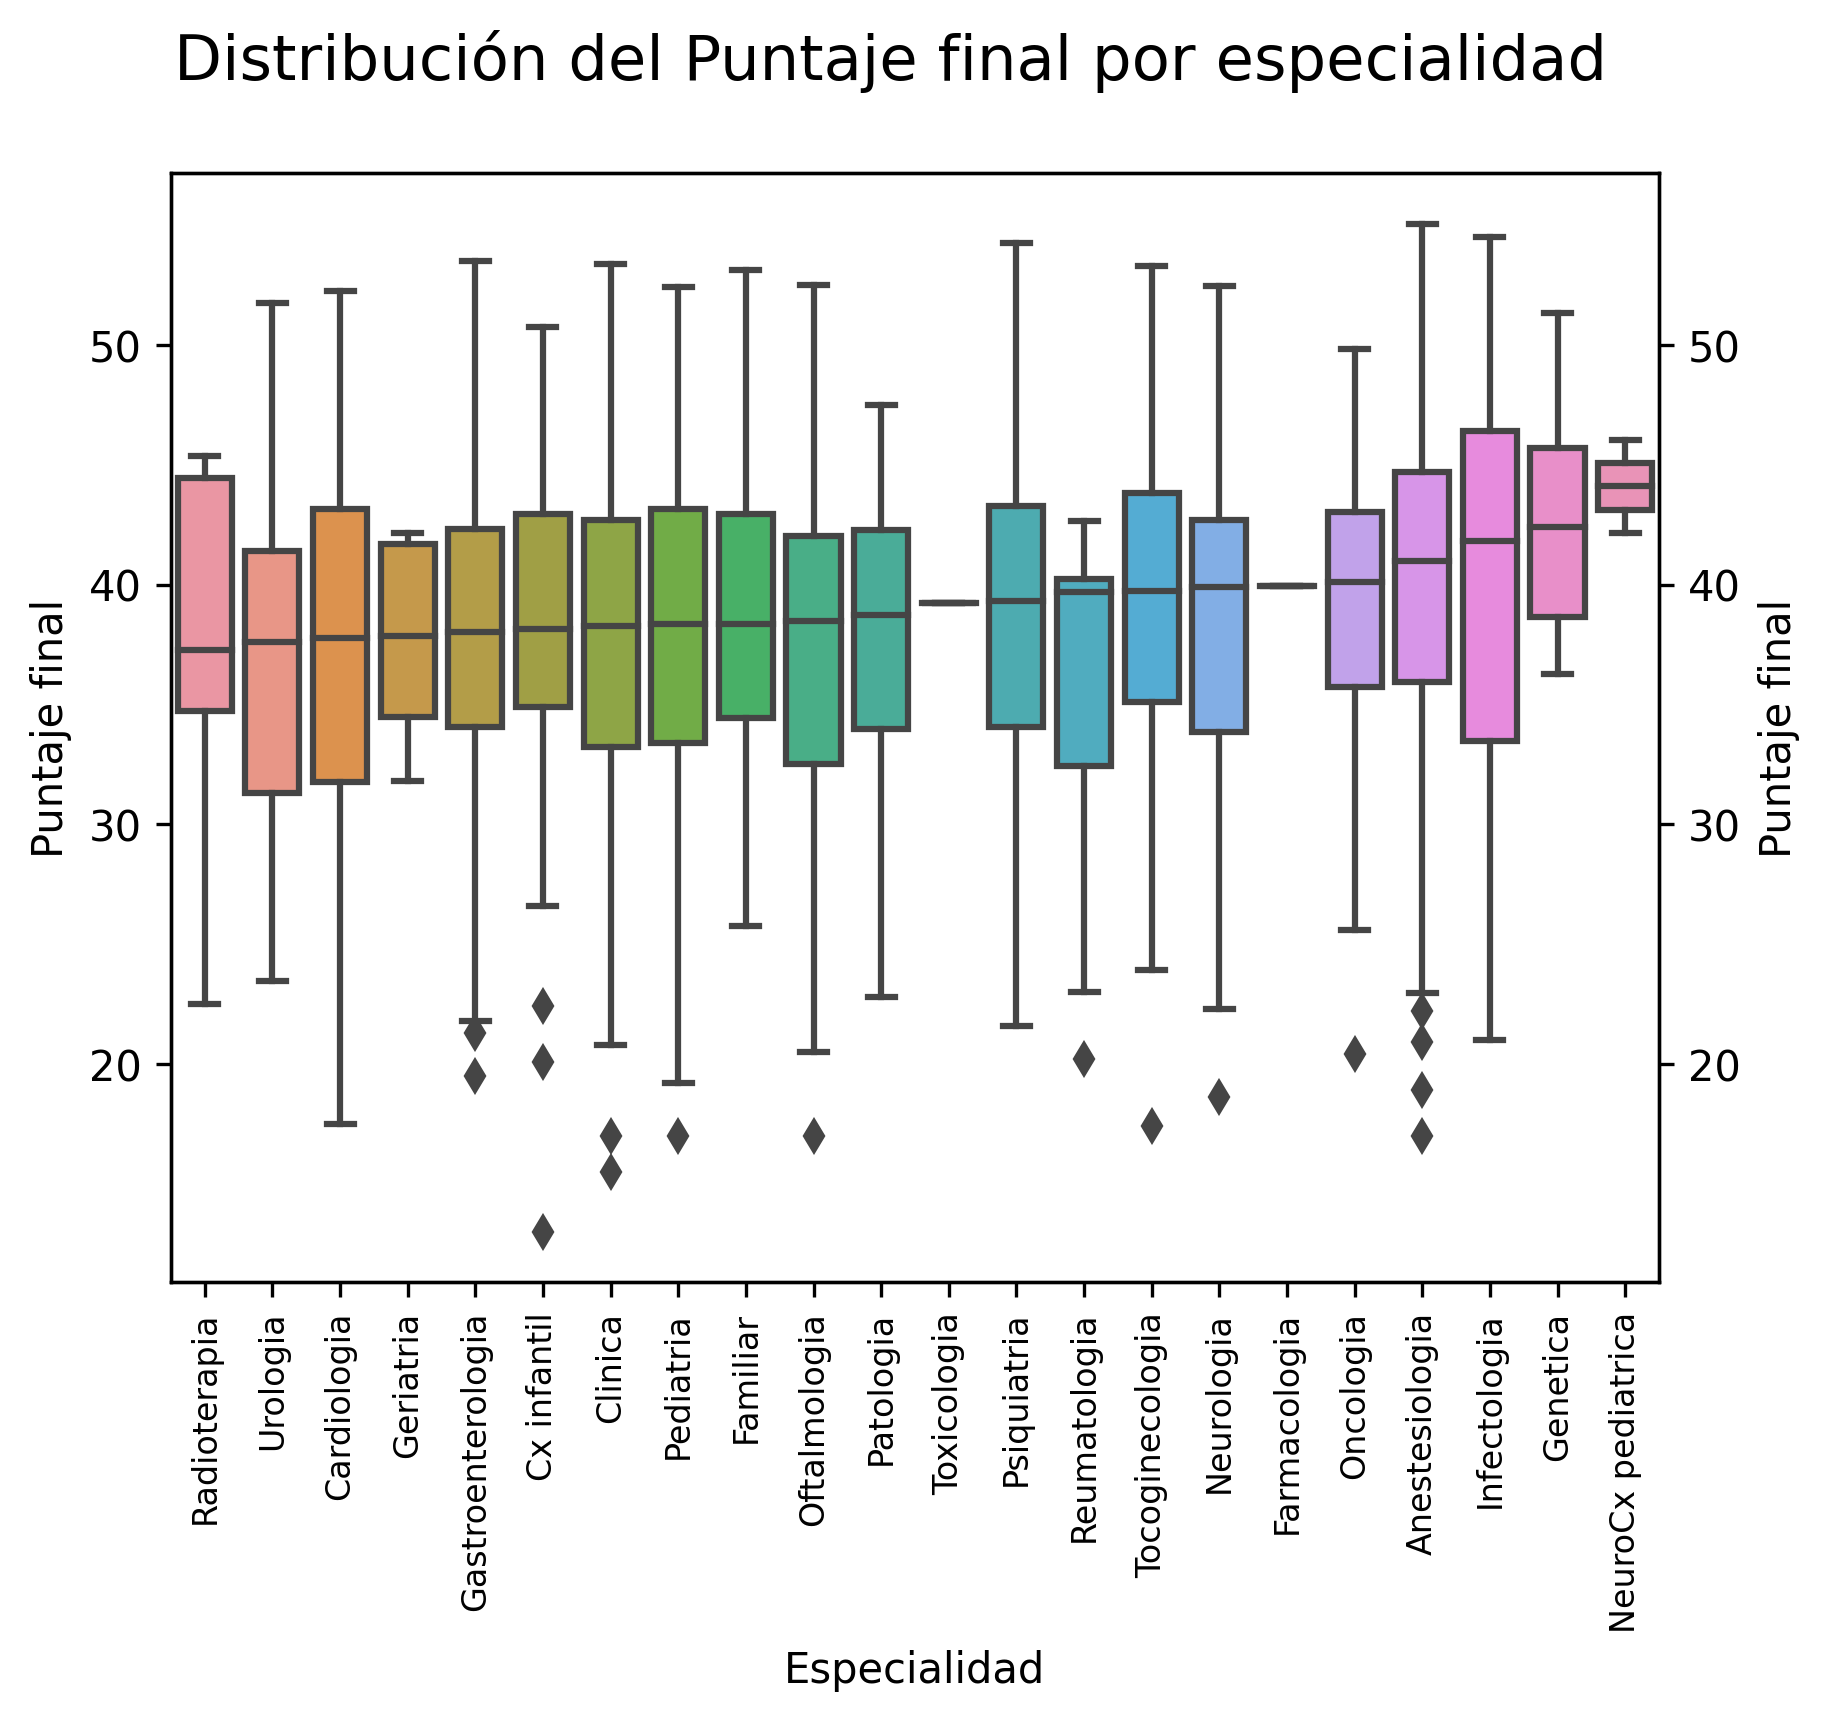 Distribución del Puntaje final por especialidad
Puntaje final
50
40
30
20
50
40
30
20
Puntaje final
Radioterapia
Urologia
Cardiologia
Geriatria
Gastroenterologia
Cx infantil
Clinica
Pediatria
Familiar
Oftalmologia
Patologia
Toxicologia
Psiquiatria
Reumatologia
Tocoginecologia
Neurologia
Farmacologia
Oncologia
Anestesiologia
Infectologia
Genetica
NeuroCx pediatrica
Especialidad